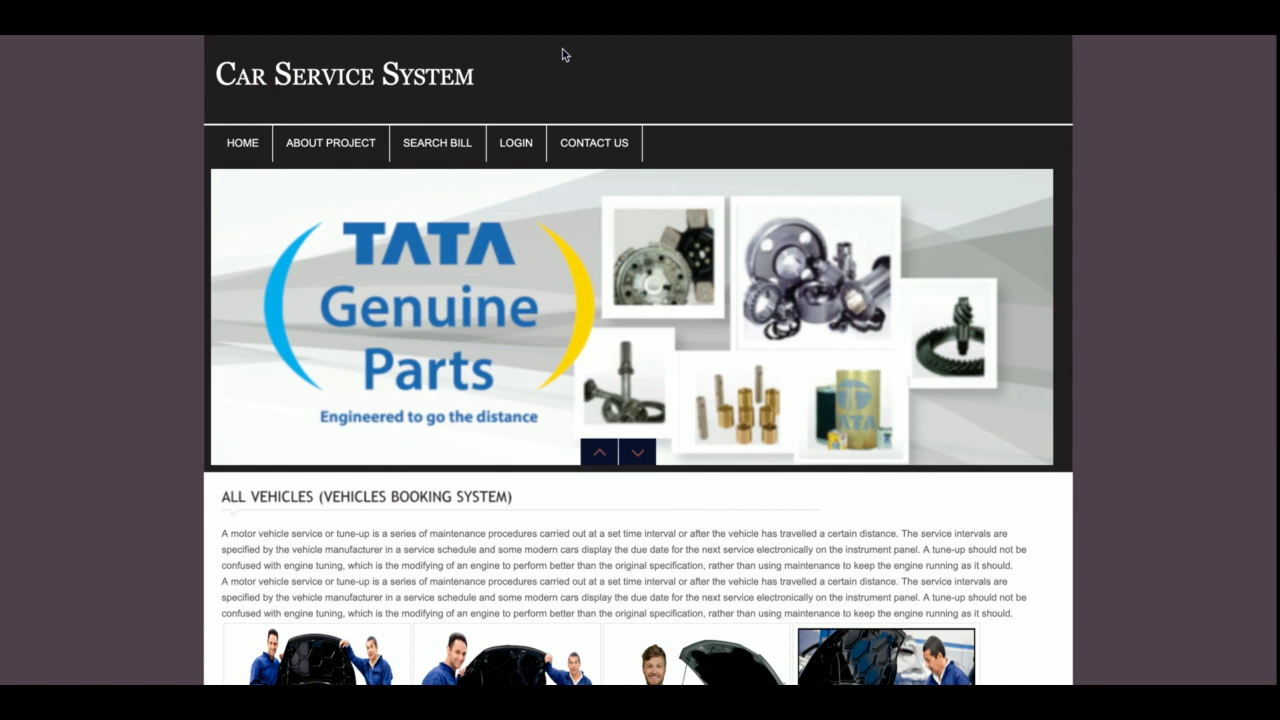 CAR SERVICE SYSTEM
HOME
ABOUT PROJECT
SEARCH BILL
LOGIN
CONTACT US
TATA
Genuine
Parts
Engineered to go the distance
TATA
ALL VEHICLES (VEHICLES BOOKING SYSTEM)
A motor vehicle service or tune-up is a series of maintenance procedures carried out at a set time interval or after the vehicle has travelled a certain distance. The service intervals are
specified by the vehicle manufacturer in a service schedule and some modern cars display the due date for the next service electronically on the instrument panel. A tune-up should not be
confused with engine tuning, which is the modifying of an engine to perform better than the original specification, rather than using maintenance to keep the engine running as it should.
A motor vehicle service or tune-up is a series of maintenance procedures carried out at a set time interval or after the vehicle has travelled a certain distance. The service intervals are
specified by the vehicle manufacturer in a service schedule and some modern cars display the due date for the next service electronically on the instrument panel. A tune-up should not be
confused with engine tuning, which is the modifying of an engine to perform better than the original specification, rather than using maintenance to keep the engine running as it should.